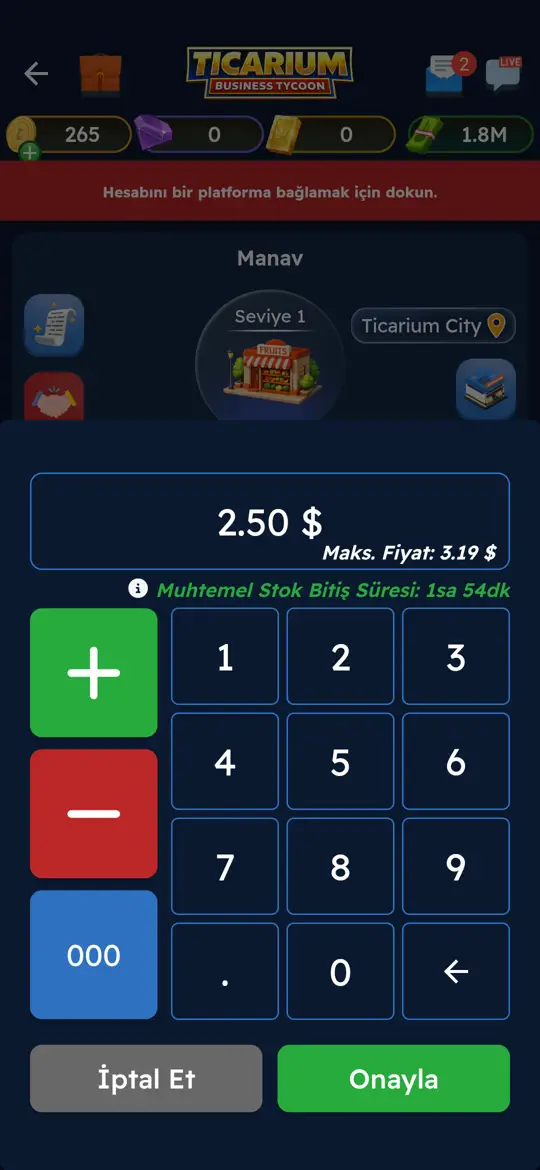 TICARIUM
BUSINESS TYCOON
2
LIVE
265
0
0
1.8M
Hesabını bir platforma bağlamak için dokun.
Manav
Seviye 1
FRUITS
Ticarium City
2.50 $
Maks. Fiyat: 3.19 $
Muhtemel Stok Bitiş Süresi: 1sa 54dk
+
1
2
3
4
5
6
−
7
8
9
000
.
0
←
İptal Et
Onayla